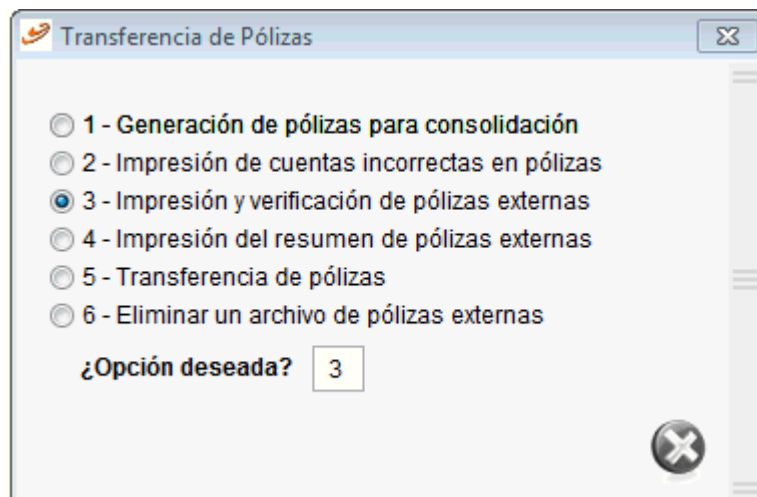 Transferencia de Pólizas
1 - Generación de pólizas para consolidación
2 - Impresión de cuentas incorrectas en pólizas
3 - Impresión y verificación de pólizas externas
4 - Impresión del resumen de pólizas externas
5 - Transferencia de pólizas
6 - Eliminar un archivo de pólizas externas
¿Opción deseada? 3